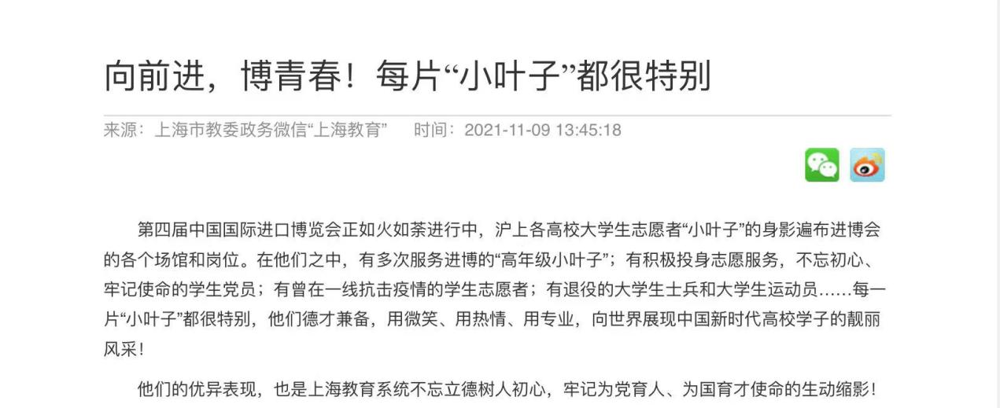 向前进，博青春！每片“小叶子”都很特别
来源：上海市教委政务微信“上海教育” 时间：2021-11-09 13:45:18
第四届中国国际进口博览会正如火如荼进行中，沪上各高校大学生志愿者“小叶子”的身影遍布进博会
的各个场馆和岗位。在他们之中，有多次服务进博的“高年级小叶子”；有积极投身志愿服务，不忘初心、
牢记使命的学生党员；有曾在一线抗击疫情的学生志愿者；有退役的大学生士兵和大学生运动员……每一
片“小叶子”都很特别，他们德才兼备，用微笑、用热情、用专业，向世界展现中国新时代高校学子的靓丽
风采！
他们的优异表现，也是上海教育系统不忘立德树人初心，牢记为党育人、为国育才使命的生动缩影！